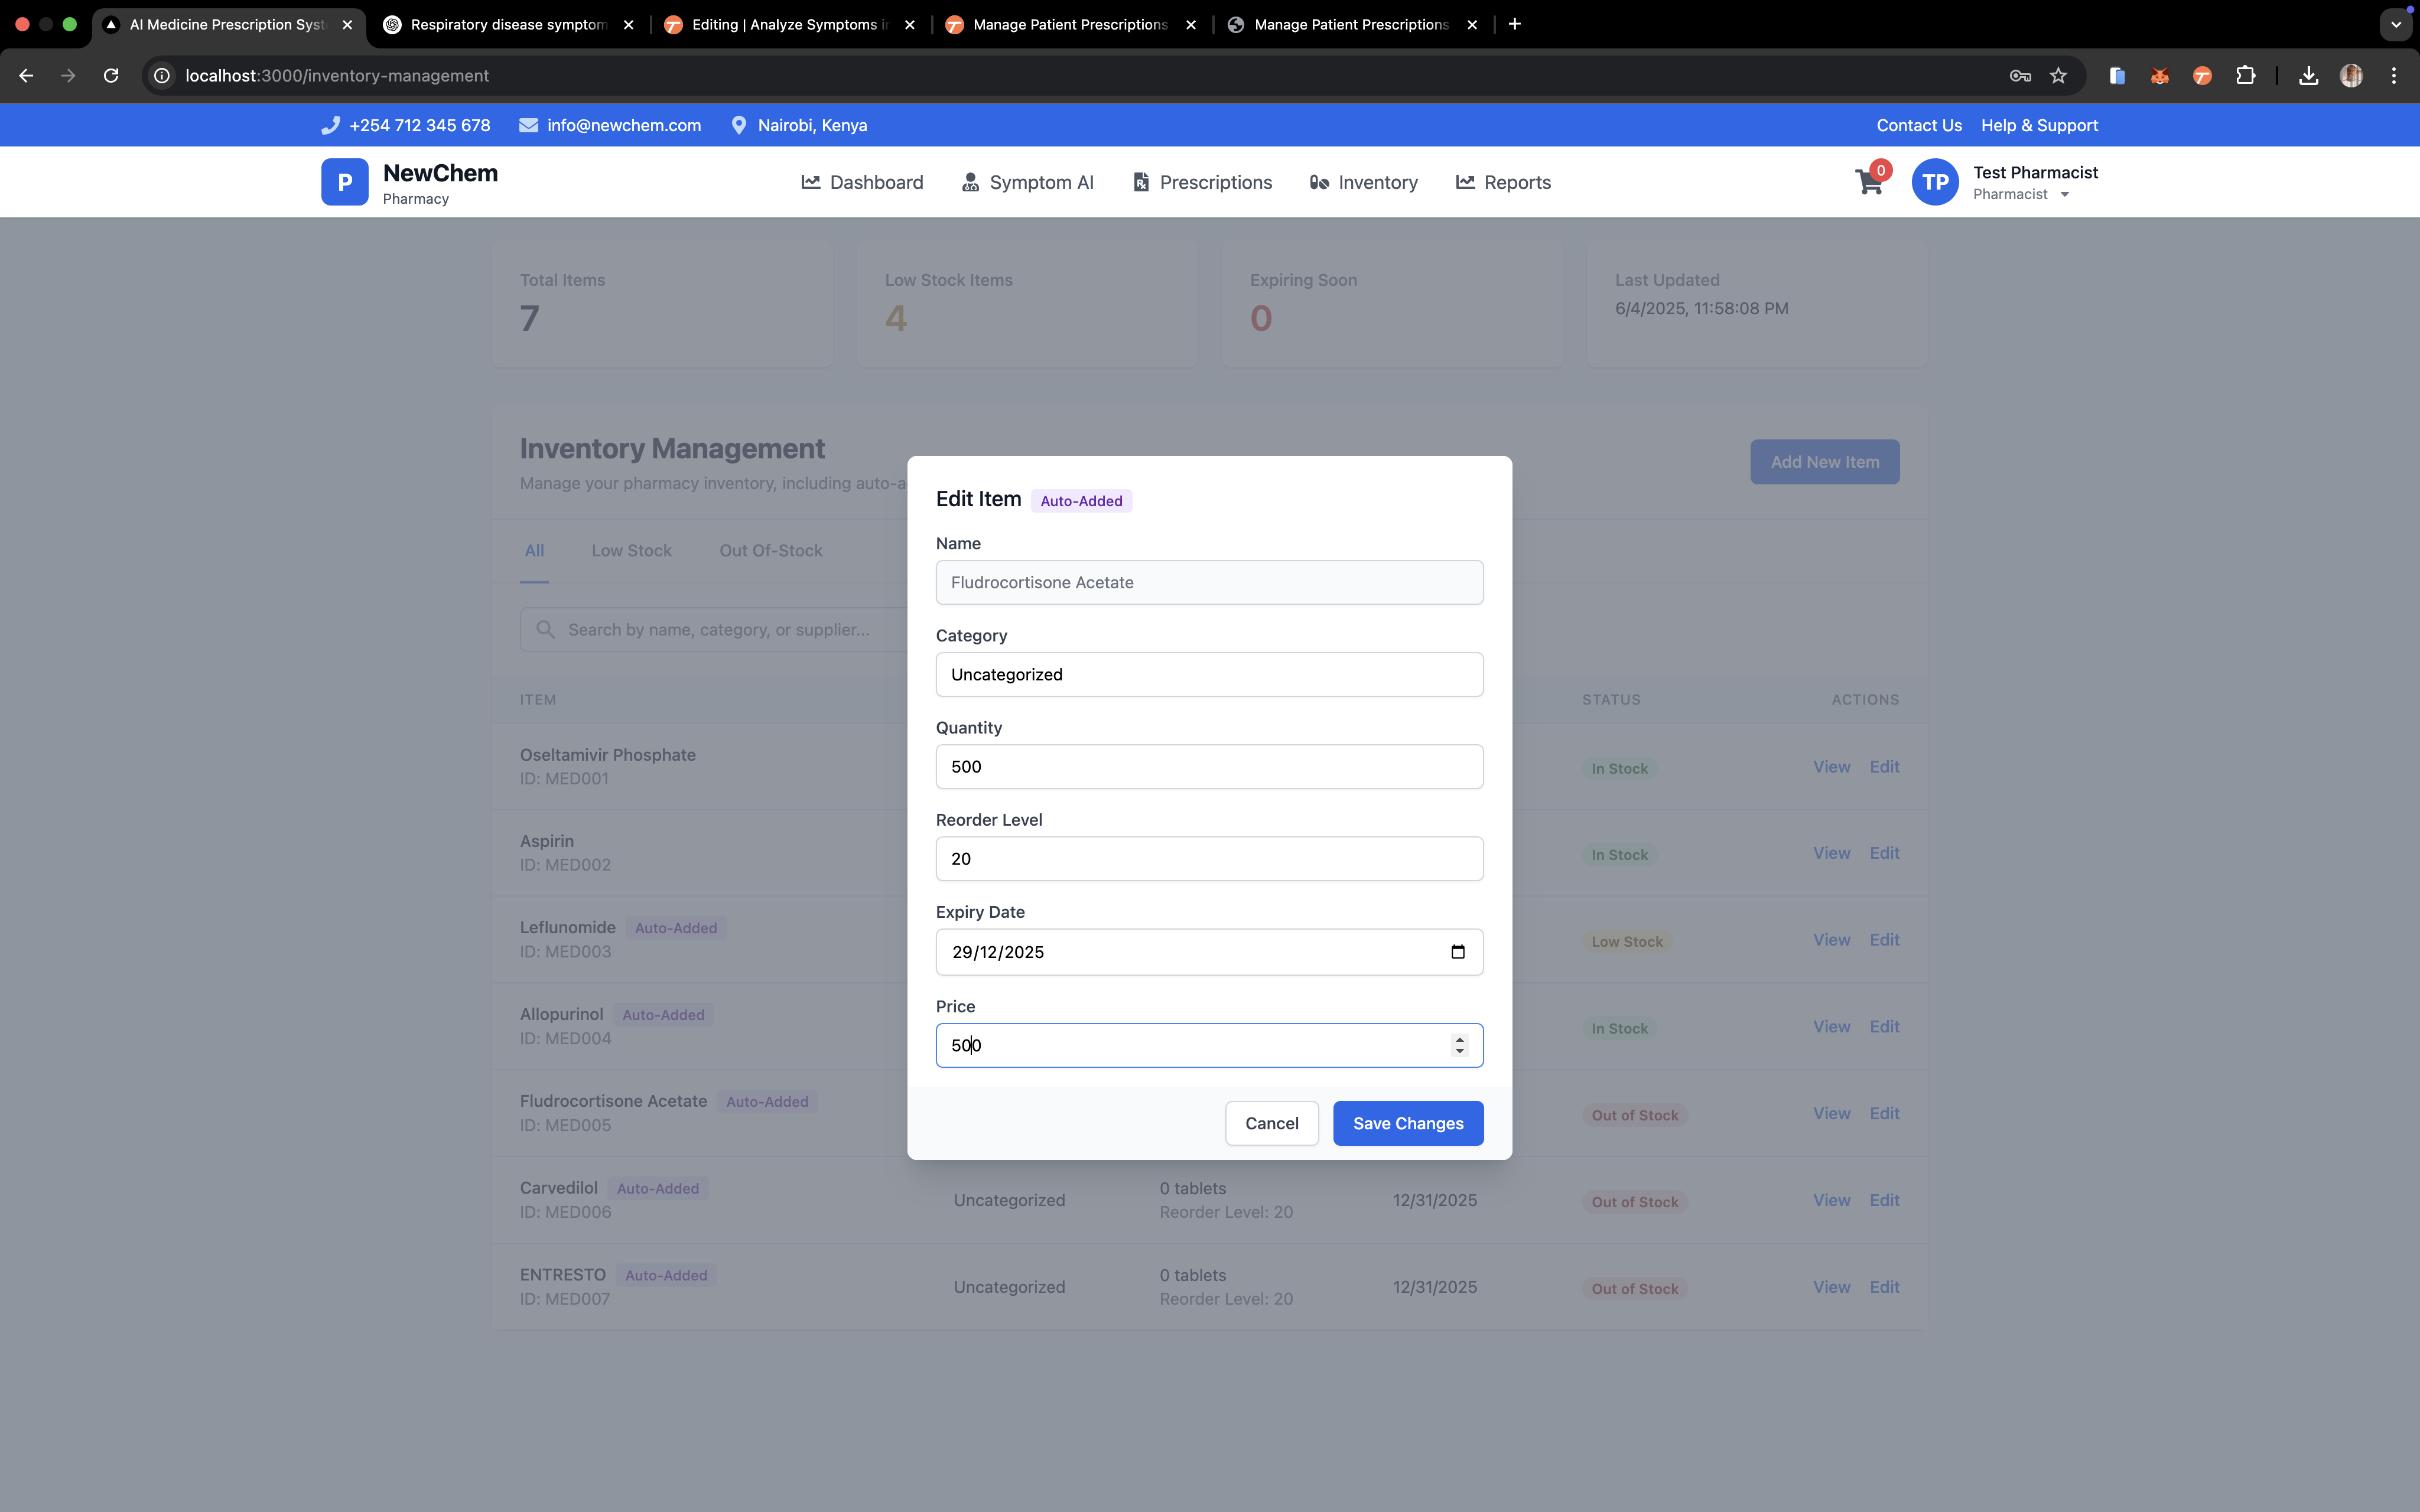 AI Medicine Prescription Syst
Respiratory disease symptom
Editing | Analyze Symptoms i
Manage Patient Prescriptions
Manage Patient Prescriptions
localhost:3000/inventory-management
+254 712 345 678
info@newchem.com
Nairobi, Kenya
Contact Us
Help & Support
P
NewChem
Pharmacy
Dashboard
Symptom AI
Prescriptions
Inventory
Reports
0
TP
Test Pharmacist
Pharmacist
Total Items
7
Low Stock Items
4
Expiring Soon
0
Last Updated
6/4/2025, 11:58:08 PM
Inventory Management
Manage your pharmacy inventory, including auto-a
Add New Item
All
Low Stock
Out Of-Stock
Search by name, category, or supplier...
ITEM
STATUS
ACTIONS
Oseltamivir Phosphate
ID: MED001
In Stock
View
Edit
Aspirin
ID: MED002
In Stock
View
Edit
Leflunomide
Auto-Added
ID: MED003
Low Stock
View
Edit
Allopurinol
Auto-Added
ID: MED004
In Stock
View
Edit
Fludrocortisone Acetate
Auto-Added
ID: MED005
Out of Stock
View
Edit
Carvedilol
Auto-Added
ID: MED006
Uncategorized
0 tablets
Reorder Level: 20
12/31/2025
Out of Stock
View
Edit
ENTRESTO
Auto-Added
ID: MED007
Uncategorized
0 tablets
Reorder Level: 20
12/31/2025
Out of Stock
View
Edit
Edit Item
Auto-Added
Name
Fludrocortisone Acetate
Category
Uncategorized
Quantity
500
Reorder Level
20
Expiry Date
29/12/2025
Price
500
Cancel
Save Changes